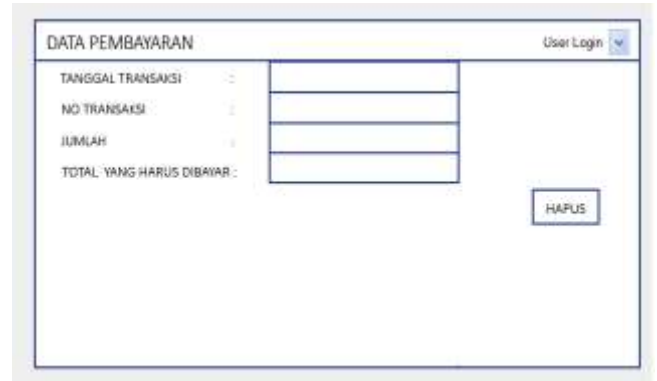 DATA PEMBAYARAN User Login
TANGGAL TRANSAKSI :
NO TRANSAKSI :
JUMLAH :
TOTAL YANG HARUS DIBAYAR :
HAPUS